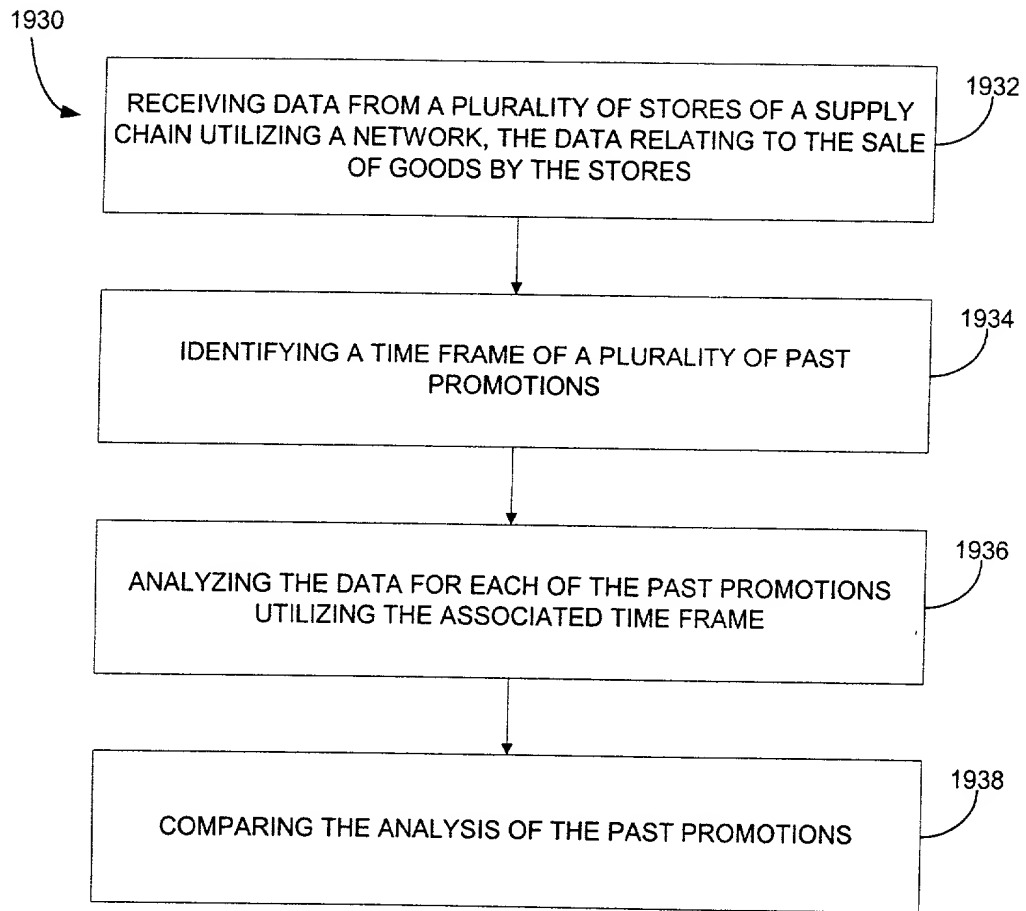 1930
1932
RECEIVING DATA FROM A PLURALITY OF STORES OF A SUPPLY
CHAIN UTILIZING A NETWORK, THE DATA RELATING TO THE SALE
OF GOODS BY THE STORES
1934
IDENTIFYING A TIME FRAME OF A PLURALITY OF PAST
PROMOTIONS
1936
ANALYZING THE DATA FOR EACH OF THE PAST PROMOTIONS
UTILIZING THE ASSOCIATED TIME FRAME
1938
COMPARING THE ANALYSIS OF THE PAST PROMOTIONS